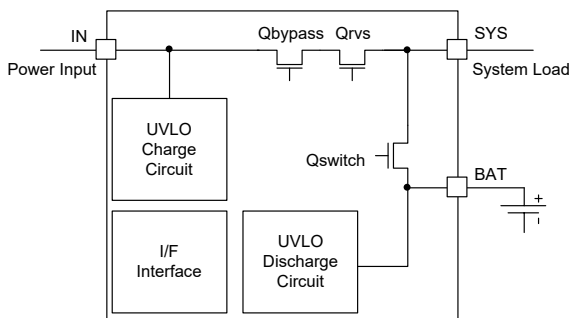 IN
Power Input
Qbypass
Qrvs
SYS
System Load
UVLO
Charge
Circuit
Qswitch
BAT
+
-
I/F
Interface
UVLO
Discharge
Circuit